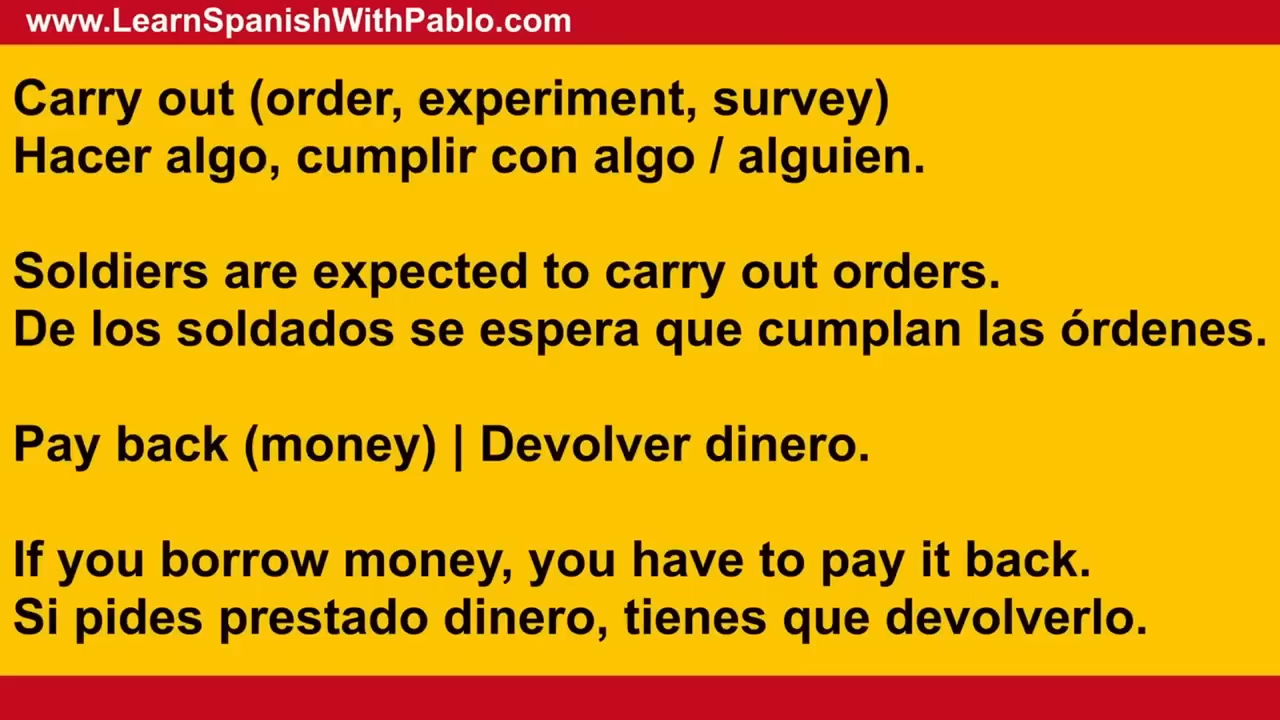 www.LearnSpanishWithPablo.com
Carry out (order, experiment, survey)
Hacer algo, cumplir con algo / alguien.
Soldiers are expected to carry out orders.
De los soldados se espera que cumplan las órdenes.
Pay back (money) | Devolver dinero.
If you borrow money, you have to pay it back.
Si pides prestado dinero, tienes que devolverlo.